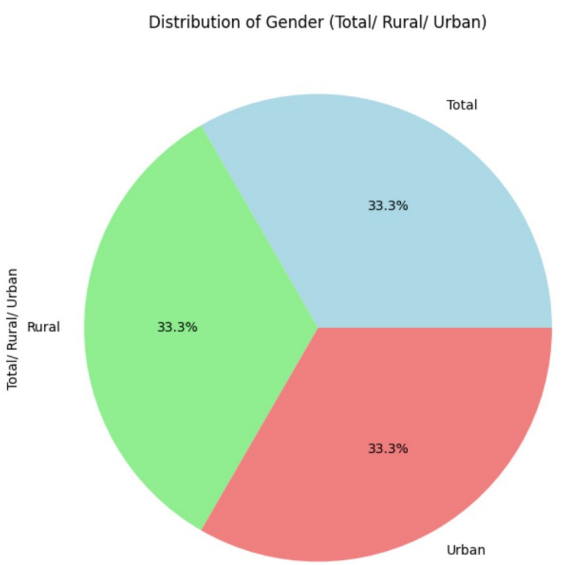 Distribution of Gender (Total/ Rural/ Urban)
Total
33.3%
Total/ Rural/ Urban
Rural
33.3%
33.3%
Urban